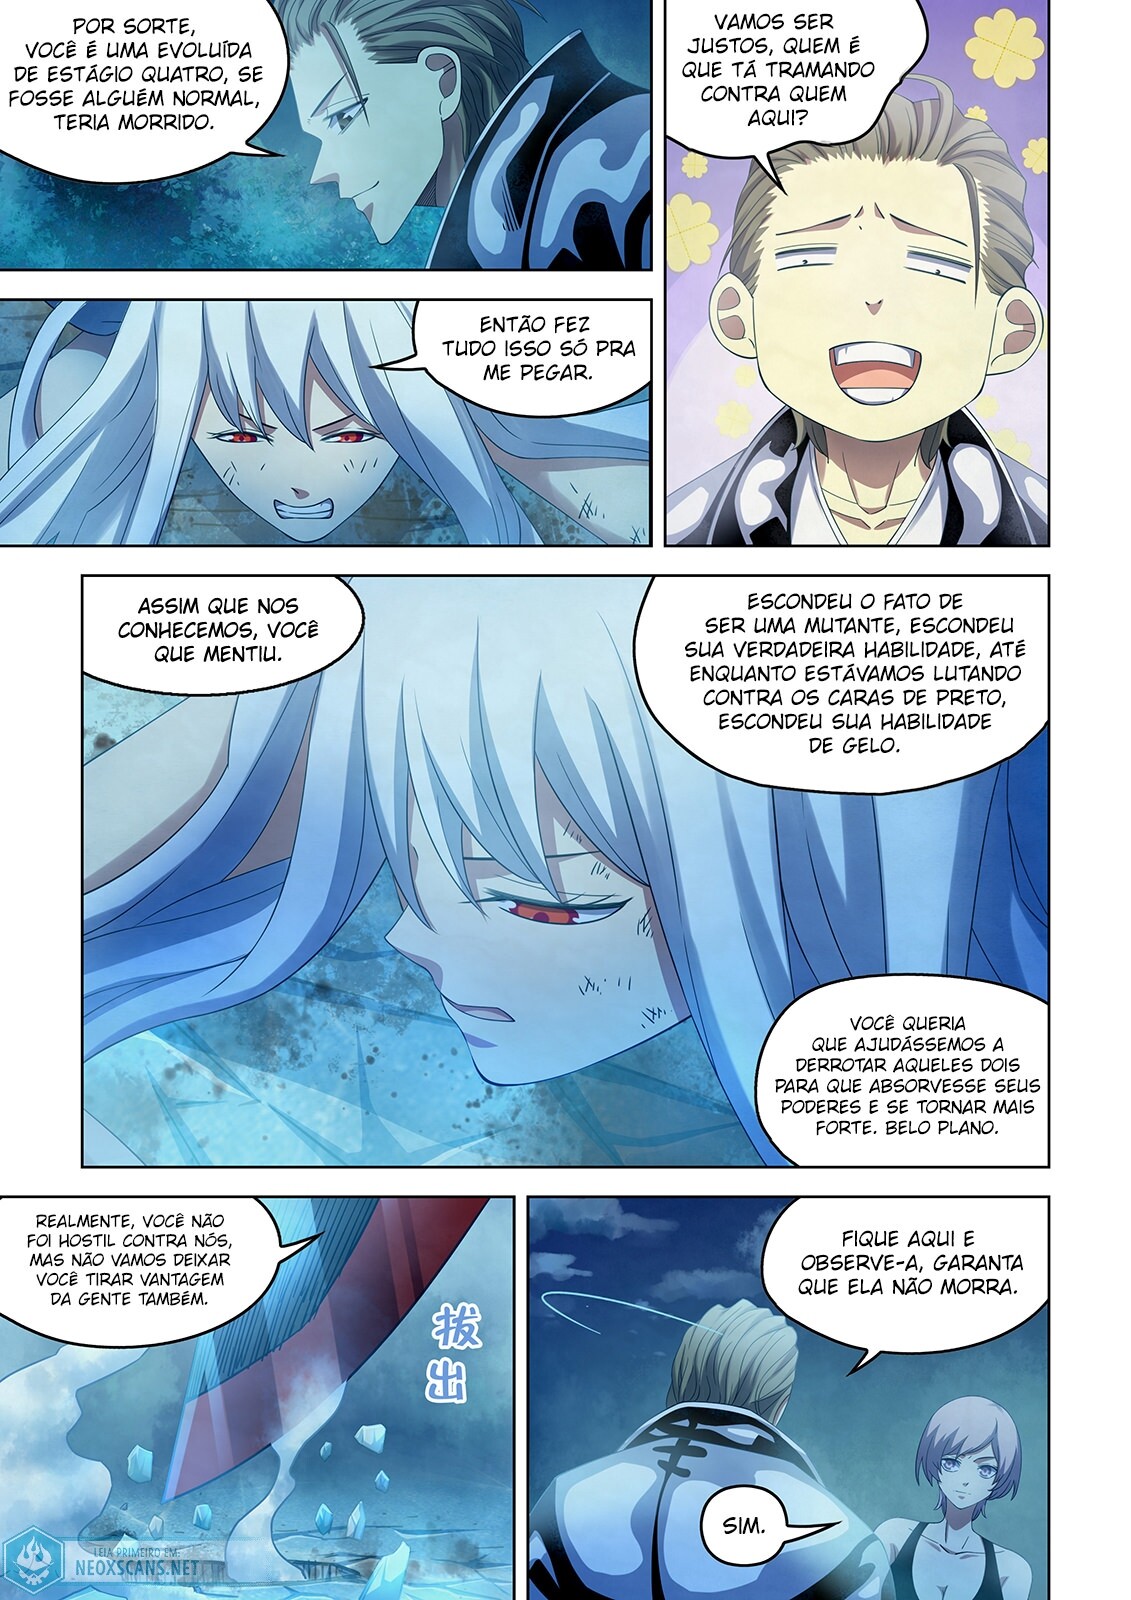 POR SORTE,
VOCÊ É UMA EVOLUÍDA
DE ESTÁGIO QUATRO, SE
FOSSE ALGUÉM NORMAL,
TERIA MORRIDO.
ENTÃO FEZ
TUDO ISSO SÓ PRA
ME PEGAR.
VAMOS SER
JUSTOS, QUEM É
QUE TÁ TRAMANDO
CONTRA QUEM
AQUI?
ASSIM QUE NOS
CONHECEMOS, VOCÊ
QUE MENTIU.
ESCONDEU O FATO DE
SER UMA MUTANTE, ESCONDEU
SUA VERDADEIRA HABILIDADE, ATÉ
ENQUANTO ESTÁVAMOS LUTANDO
CONTRA OS CARAS DE PRETO,
ESCONDEU SUA HABILIDADE
DE GELO.
VOCÊ QUERIA
QUE AJUDÁSSEMOS A
DERROTAR AQUELES DOIS
PARA QUE ABSORVESSE SEUS
PODERES E SE TORNAR MAIS
FORTE. BELO PLANO.
REALMENTE, VOCÊ NÃO
FOI HOSTIL CONTRA NÓS,
MAS NÃO VAMOS DEIXAR
VOCÊ TIRAR VANTAGEM
DA GENTE TAMBÉM.
拔
出
FIQUE AQUI E
OBSERVE-A, GARANTA
QUE ELA NÃO MORRA.
SIM.
LEIA PRIMEIRO EM:
NEOXSCANS.NET